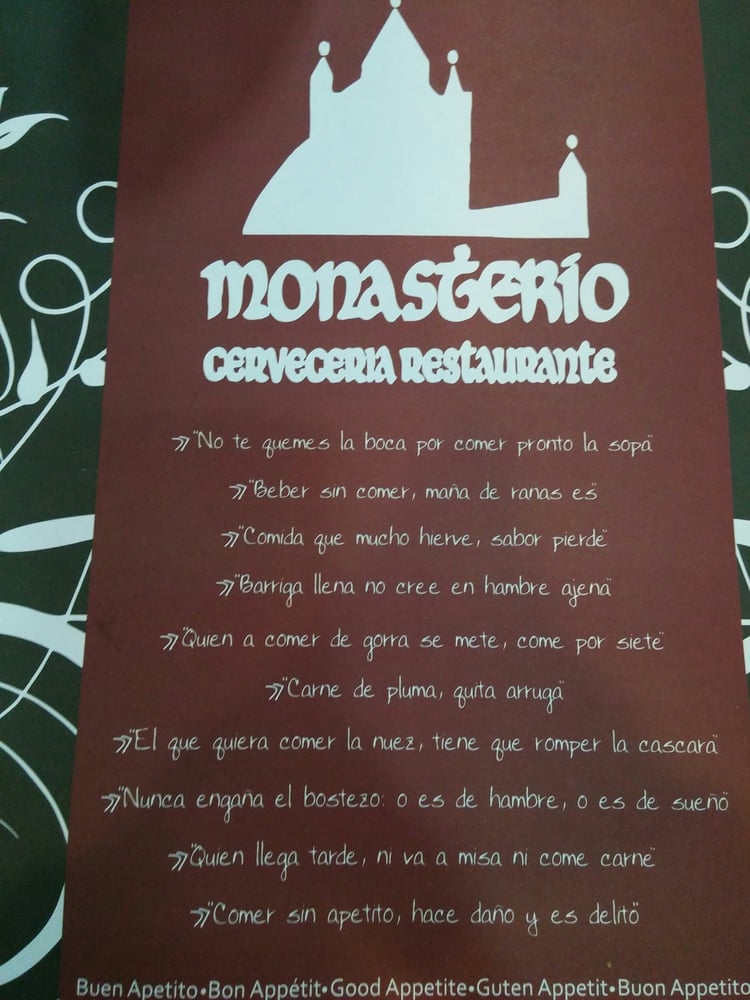 monasterio
cerveceria restaurante
»"No te quemes la boca por comer pronto la sopa"
»"Beber sin comer, maña de ranas es"
»"Comida que mucho hierve, sabor pierde"
»"Barriga llena no cree en hambre ajena"
»"Quien a comer de gorra se mete, come por siete"
»"Carne de pluma, quita arruga"
»"El que quiera comer la nuez, tiene que romper la cascara"
»"Nunca engaña el bostezo: o es de hambre, o es de sueño"
»"Quien llega tarde, ni va a misa ni come carne"
»"Comer sin apetito, hace daño y es delito"
Buen Apetito•Bon Appétit•Good Appetite•Guten Appetit•Buon Appetito